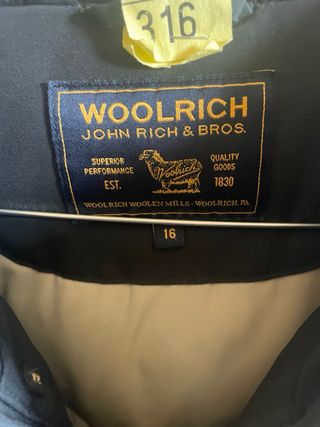 316
WOOLRICH
JOHN RICH & BROS.
SUPERIOR
PERFORMANCE
EST.
Woolrich
QUALITY
GOODS
1830
WOOLRICH WOOLEN MILLS · WOOLRICH, PA
16